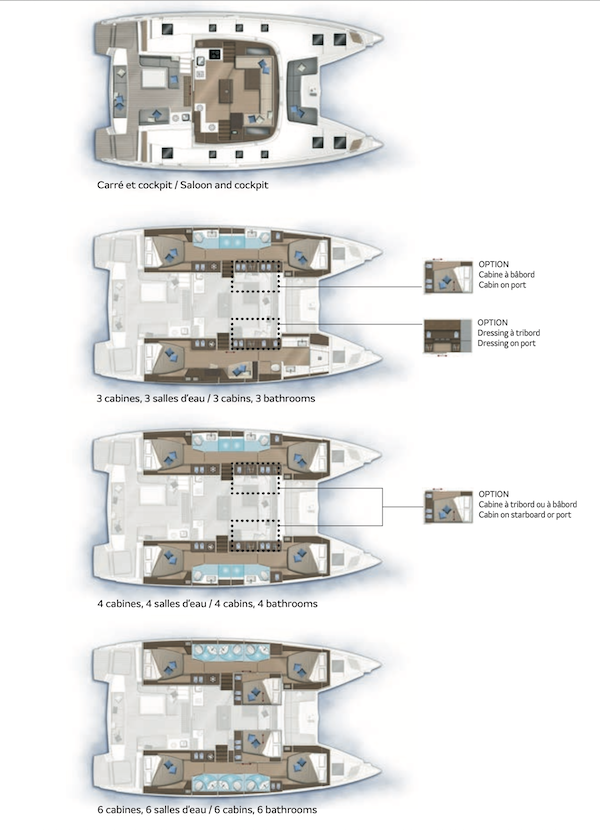 Carré et cockpit / Saloon and cockpit
OPTION
Cabine à bâbord
Cabin on port
OPTION
Dressing à tribord
Dressing on port
3 cabines, 3 salles d'eau / 3 cabins, 3 bathrooms
OPTION
Cabine à tribord ou à bâbord
Cabin on starboard or port
4 cabines, 4 salles d'eau / 4 cabins, 4 bathrooms
6 cabines, 6 salles d'eau / 6 cabins, 6 bathrooms